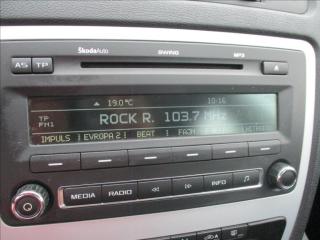 ŠkodaAuto SWING MP3
AS TP
▲ 19.0 °C 10:16
ROCK R. 103.7 MHz
TP
FM1
IMPULS EVROPA 2 BEAT FAJN
MEDIA RADIO << >> INFO
A